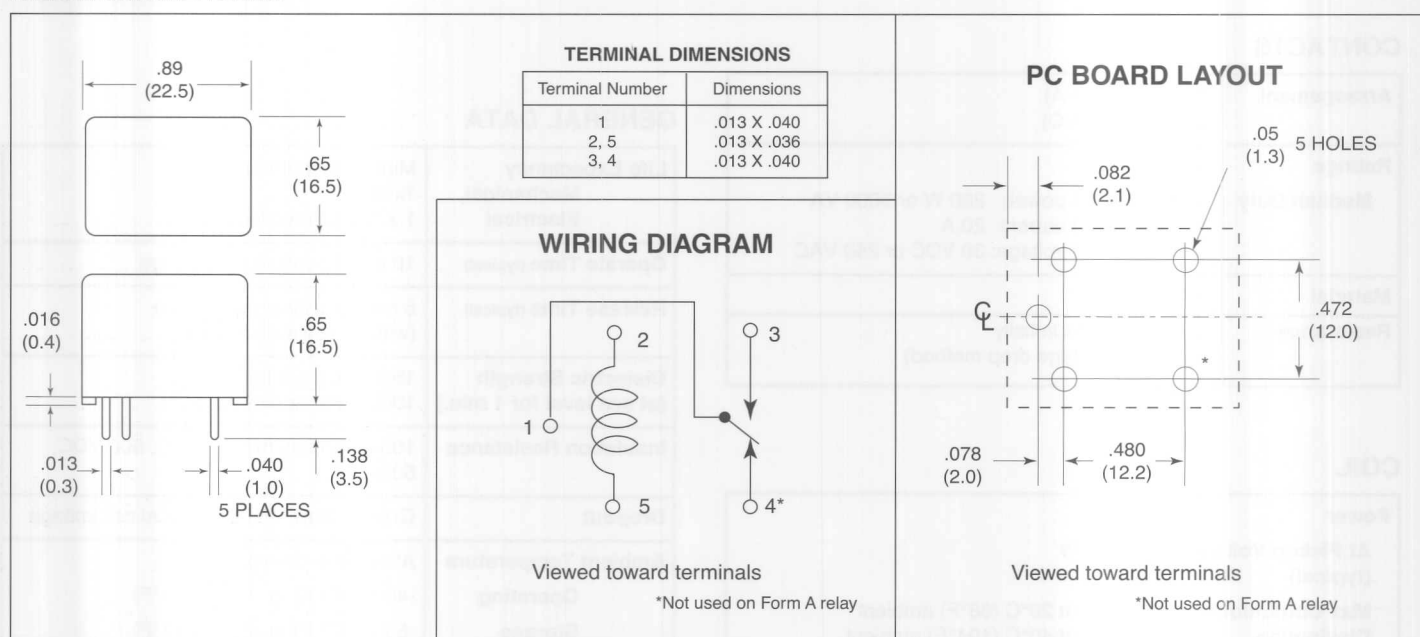 .89
(22.5)
.65
(16.5)
.65
(16.5)
.016
(0.4)
.013
(0.3)
.040
(1.0)
5 PLACES
.138
(3.5)
TERMINAL DIMENSIONS
Terminal Number Dimensions
1 .013 X .040
2, 5 .013 X .036
3, 4 .013 X .040
WIRING DIAGRAM
2
3
1
5
4*
Viewed toward terminals
*Not used on Form A relay
PC BOARD LAYOUT
.05
(1.3)
5 HOLES
.082
(2.1)
CL
.472
(12.0)
*
.078
(2.0)
.480
(12.2)
Viewed toward terminals
*Not used on Form A relay